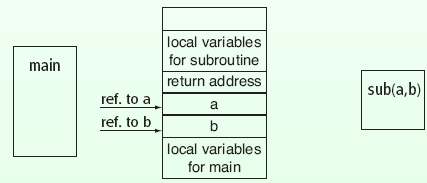 main
local variables
for subroutine
return address
ref. to a
a
ref. to b
b
local variables
for main
sub(a,b)